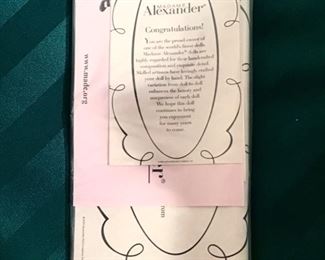 MADAME
Alexander®
Congratulations!
You are the proud owner of
one of the world's finest dolls.
Madame Alexander® dolls are
highly regarded for their handcrafted
composition and exquisite detail.
Skilled artisans have lovingly crafted
your doll by hand. The slight
variation from doll to doll
enhances the beauty and
uniqueness of each doll.
We hope this doll
continues to bring
you enjoyment
for many years
to come.
www.madc.org